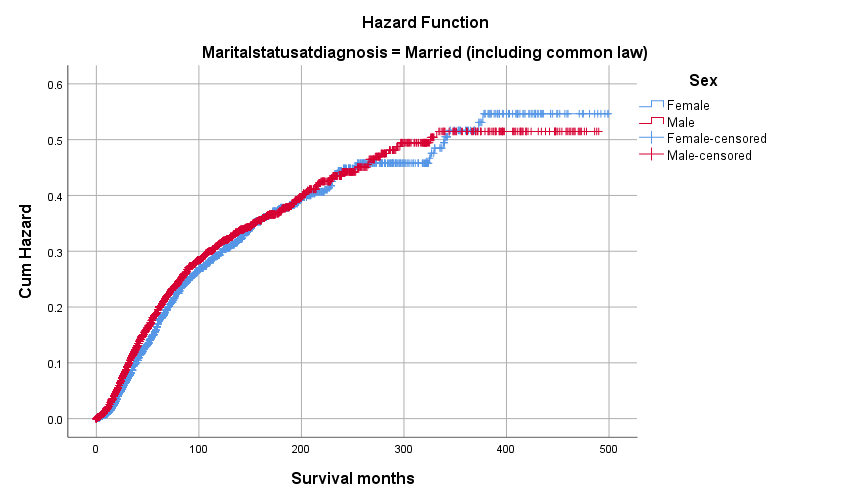 Hazard Function
Maritalstatusatdiagnosis = Married (including common law)
Cum Hazard
0.6
0.5
0.4
0.3
0.2
0.1
0.0
0
100
200
300
400
500
Survival months
Sex
Female
Male
Female-censored
Male-censored